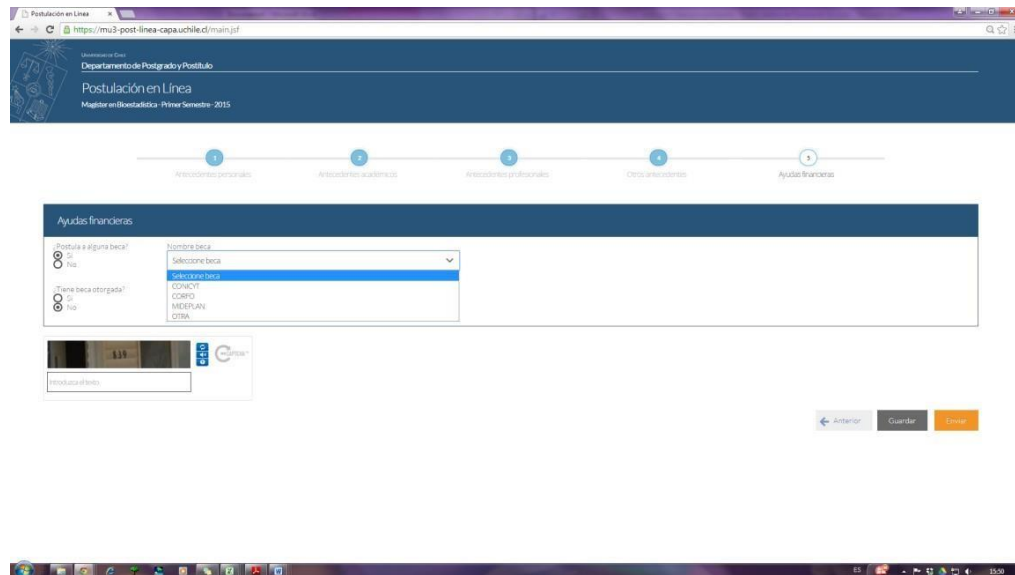 Postulación en Línea
https://mu3-post-linea-capa.uchile.cl/main.jsf
Departamento de Postgrado y Postítulo
Postulación en Línea
Magíster en Bioestadística - Primer Semestre - 2015
1
2
3
4
5
Antecedentes personales
Antecedentes académicos
Antecedentes profesionales
Otros antecedentes
Ayudas financieras
Ayudas financieras
¿Postula a alguna beca?
Nombre beca
Si
No
Seleccione beca
Seleccione beca
CONICYT
CORFO
MIDEPLAN
OTRA
¿Tiene beca otorgada?
Si
No
839
Introduzca el texto
Anterior
Guardar
Enviar
ES
15:50